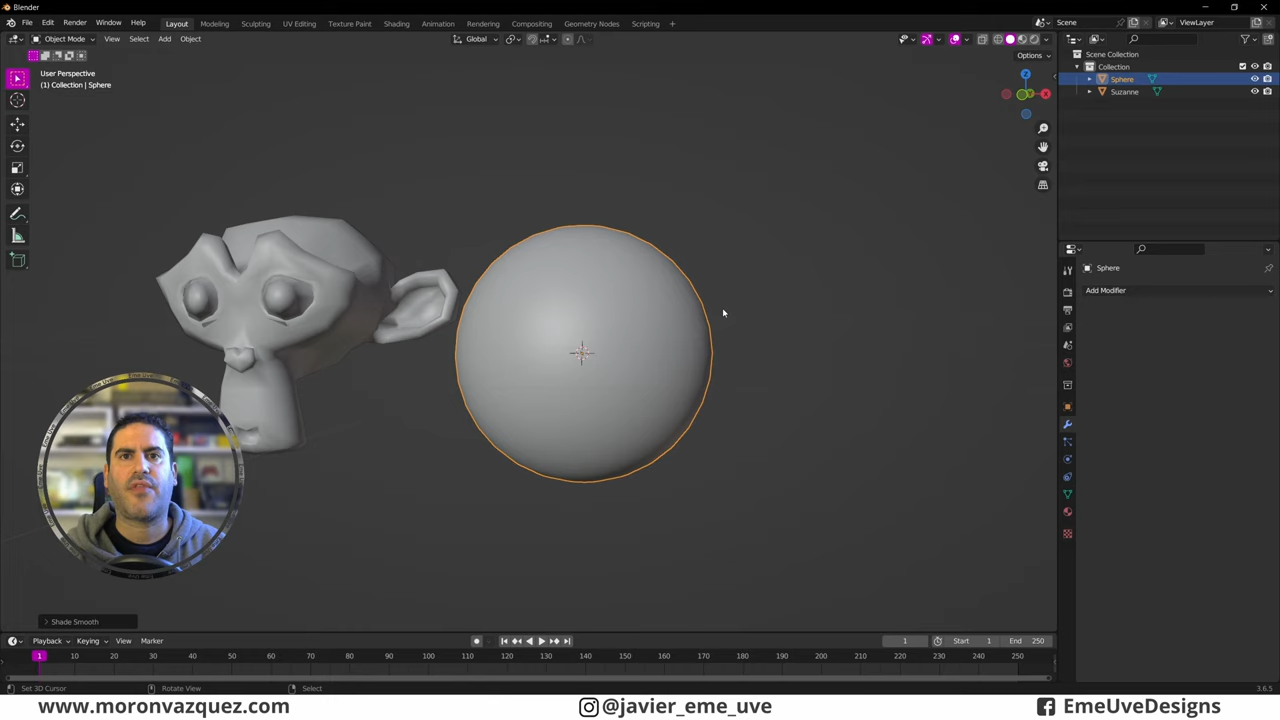 Blender
File Edit Render Window Help
Layout Modeling Sculpting UV Editing Texture Paint Shading Animation Rendering Compositing Geometry Nodes Scripting +
Scene
ViewLayer
Object Mode View Select Add Object
Global
Options
User Perspective
(1) Collection | Sphere
Z
X
Scene Collection
Collection
Sphere
Suzanne
Sphere
Add Modifier
Shade Smooth
Playback Keying View Marker
1
Start 1
End 250
1 10 20 30 40 50 60 70 80 90 100 110 120 130 140 150 160 170 180 190 200 210 220 230 240 250
Set 3D Cursor
Rotate View
Select
3.6.5
www.moronvazquez.com
@javier_eme_uve
EmeUveDesigns